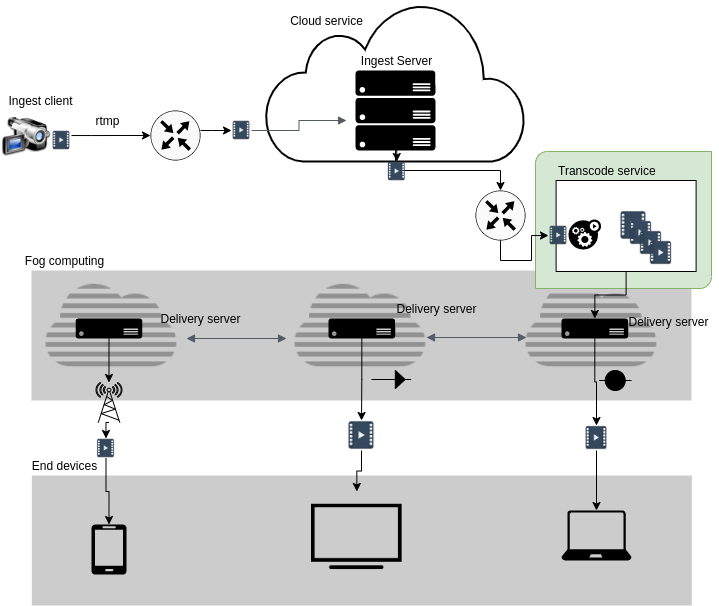 Cloud service
Ingest Server
Ingest client
rtmp
Transcode service
Fog computing
Delivery server
Delivery server
Delivery server
End devices